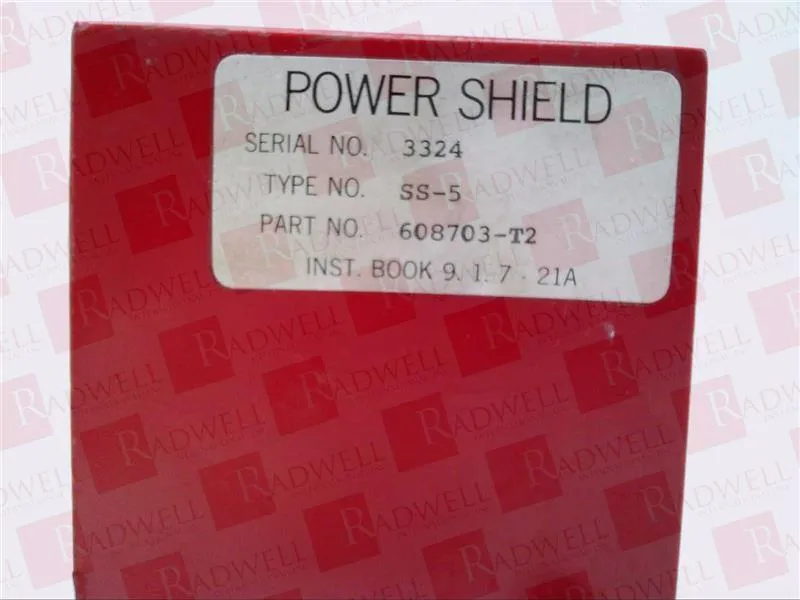 POWER SHIELD
SERIAL NO. 3324
TYPE NO. SS-5
PART NO. 608703-T2
INST. BOOK 9. 1. 7 - 21A
RADWELL